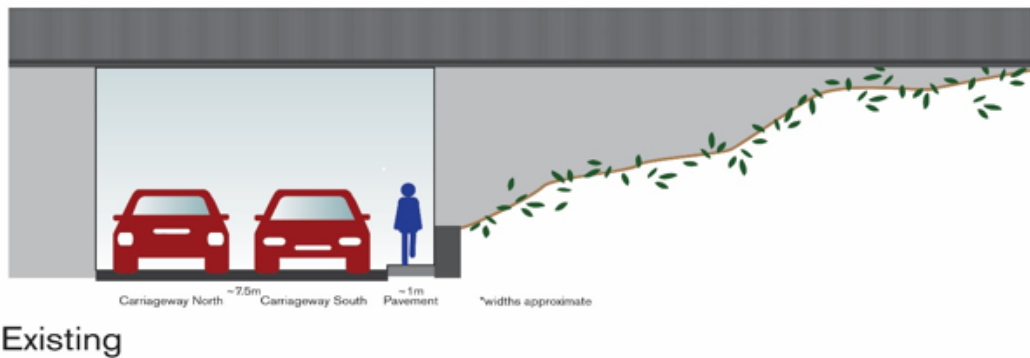 ~7.5m ~1m
Carriageway North Carriageway South Pavement *widths approximate
Existing